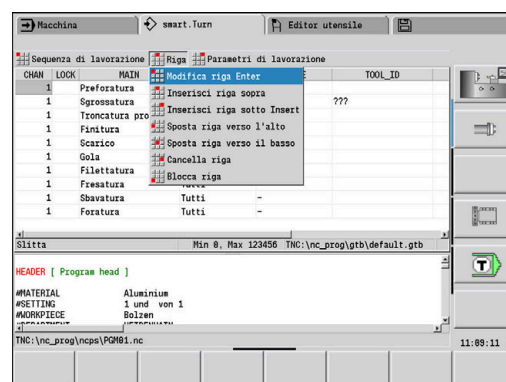 Macchina smart.Turn Editor utensile
Sequenza di lavorazione Riga Parametri di lavorazione
CHAN LOCK MAIN TOOL_ID
1 Preforatura
1 Sgrossatura ???
1 Troncatura pro
1 Finitura
1 Scarico
1 Gola
1 Filettatura
1 Fresatura Tutti
1 Sbavatura Tutti -
1 Foratura Tutti -
Modifica riga Enter
Inserisci riga sopra
Inserisci riga sotto Insert
Sposta riga verso l'alto
Sposta riga verso il basso
Cancella riga
Blocca riga
Slitta Min 0, Max 123456 TNC:\nc_prog\gtb\default.gtb
HEADER [ Program head ]
#MATERIAL Aluminium
#SETTING 1 und von 1
#WORKPIECE Bolzen
TNC:\nc_prog\ncps\PGM01.nc
T
11:09:11